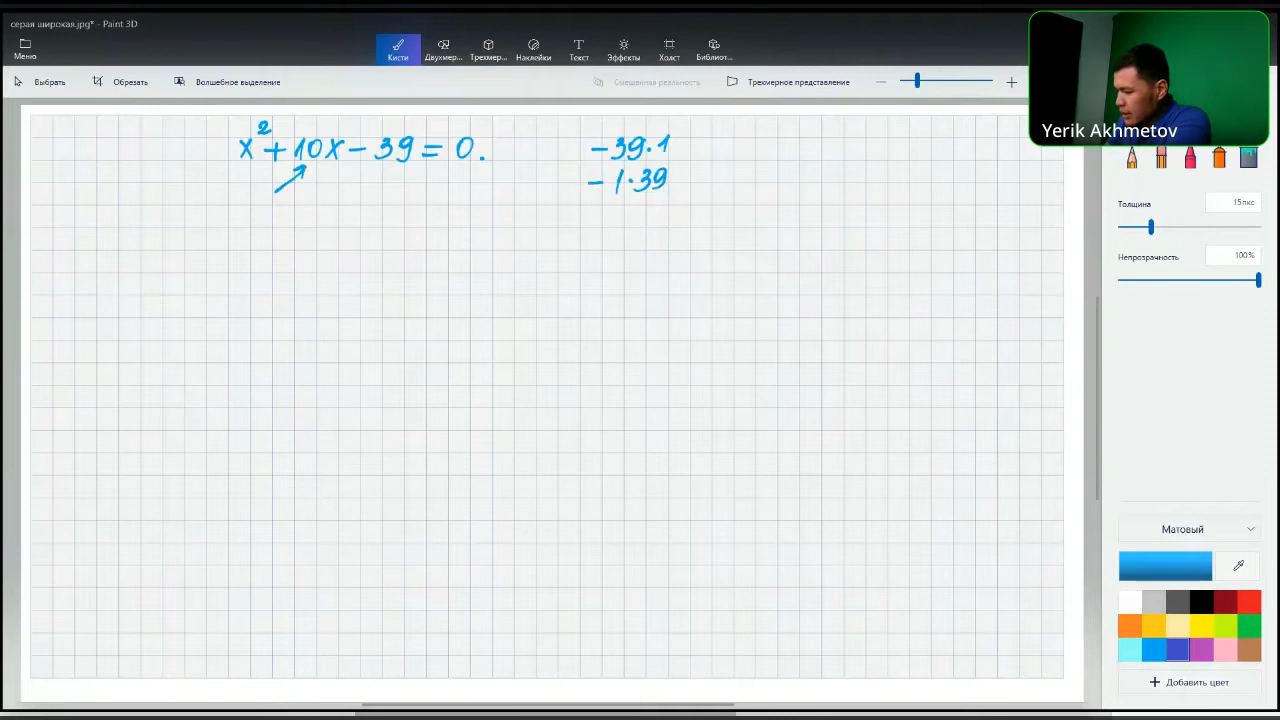 серая широкая.jpg* - Paint 3D
Меню
Кисти
Двухмер...
Трехмер...
Наклейки
Текст
Эффекты
Холст
Библиот...
Выбрать
Обрезать
Волшебное выделение
Смешанная реальность
Трехмерное представление
Yerik Akhmetov
x² + 10x - 39 = 0.
- 39·1
- 1·39
Толщина
15 пкс
Непрозрачность
100%
Матовый
Добавить цвет